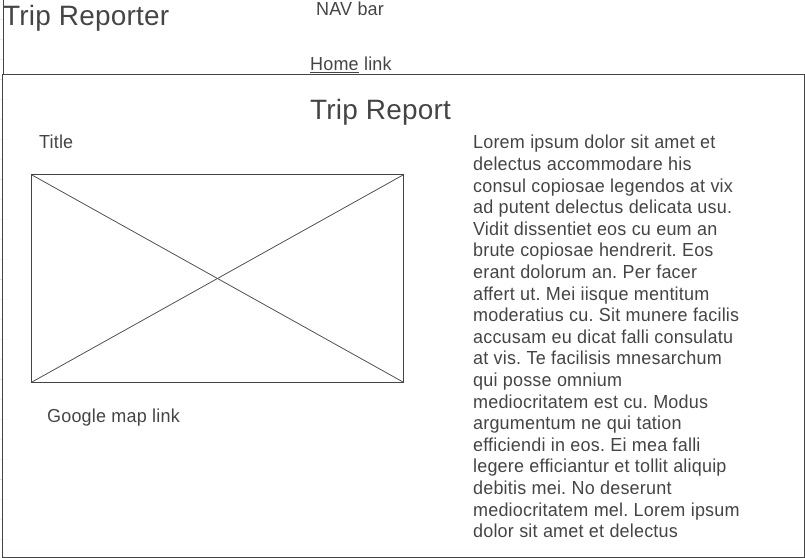 Trip Reporter
NAV bar
Home link
Trip Report
Title
Google map link
Lorem ipsum dolor sit amet et
delectus accommodare his
consul copiosae legendos at vix
ad putent delectus delicata usu.
Vidit dissentiet eos cu eum an
brute copiosae hendrerit. Eos
erant dolorum an. Per facer
affert ut. Mei iisque mentitum
moderatius cu. Sit munere facilis
accusam eu dicat falli consulatu
at vis. Te facilisis mnesarchum
qui posse omnium
mediocritatem est cu. Modus
argumentum ne qui tation
efficiendi in eos. Ei mea falli
legere efficiantur et tollit aliquip
debitis mei. No deserunt
mediocritatem mel. Lorem ipsum
dolor sit amet et delectus